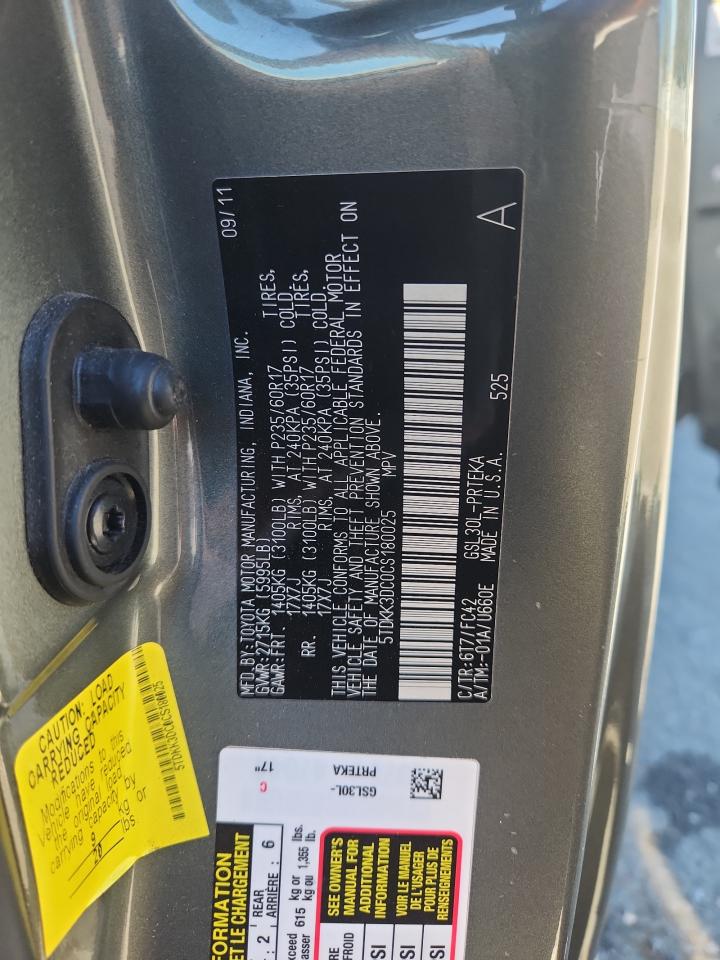 MFD.BY:TOYOTA MOTOR MANUFACTURING, INDIANA, INC. 09/11
GVWR:2715KG (5995LB)
GAWR:FRT. 1405KG (3100LB) WITH P235/60R17 TIRES,
17X7J RIMS, AT 240KPA (35PSI) COLD.
RR. 1405KG (3100LB) WITH P235/60R17 TIRES,
17X7J RIMS, AT 240KPA (35PSI) COLD.
THIS VEHICLE CONFORMS TO ALL APPLICABLE FEDERAL MOTOR
VEHICLE SAFETY AND THEFT PREVENTION STANDARDS IN EFFECT ON
THE DATE OF MANUFACTURE SHOWN ABOVE.
5TDKK3DC0CS180025 MPV
C/TR:6T7/FC42 GSL30L-PRTEKA 525
A/TM:-01A/U660E MADE IN U.S.A. A
CAUTION: LOAD
CARRYING CAPACITY
REDUCED
Modifications to this
vehicle have reduced
the original load
carrying capacity by
9 kg or
20 lbs
5TDKK3DC0CS180025
GSL30L-
PRTEKA
17"
C
ET LE CHARGEMENT
: 2
REAR
ARRIÈRE : 6
615 kg or 1,355 lbs.
kg ou lb.
SEE OWNER'S
MANUAL FOR
ADDITIONAL
INFORMATION
VOIR LE MANUEL
DE L'USAGER
POUR PLUS DE
RENSEIGNEMENTS